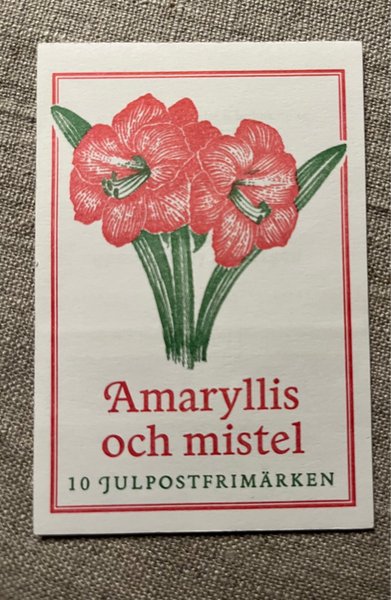 Amaryllis
och mistel
10 JULPOSTFRIMÄRKEN